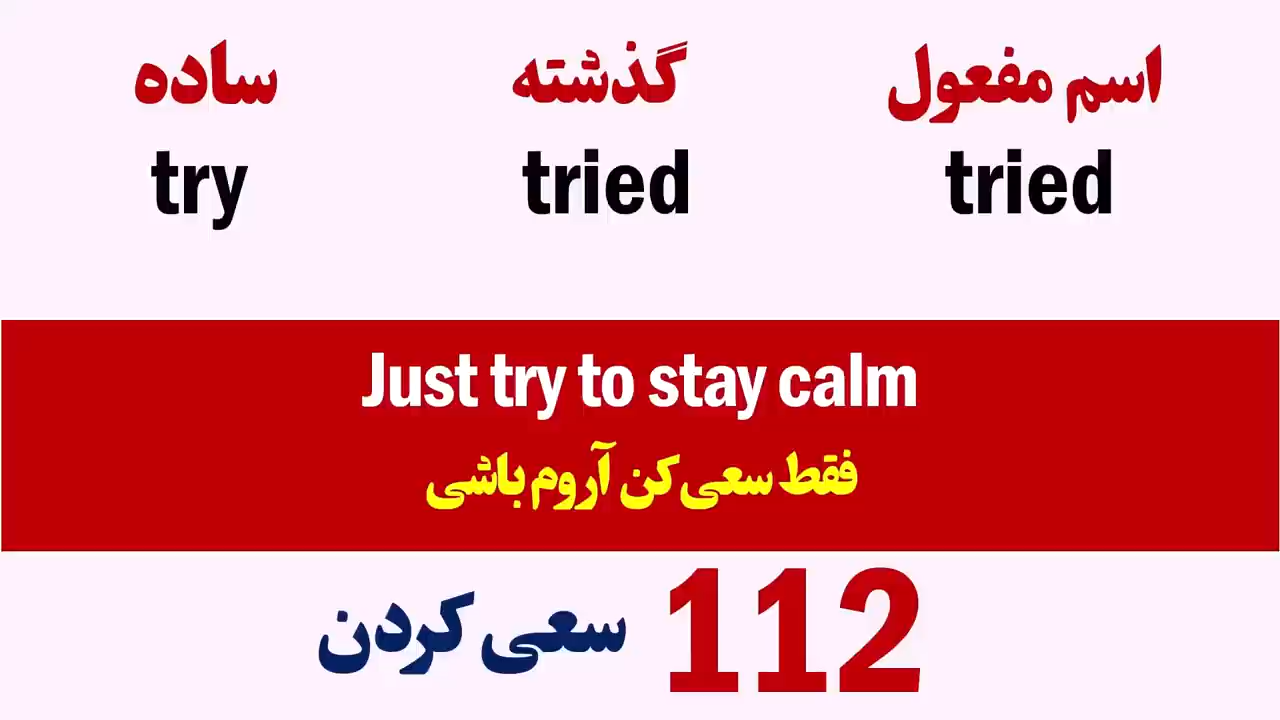 ساده گذشته اسم مفعول
try tried tried
Just try to stay calm
فقط سعی کن آروم باشی
سعی کردن 112